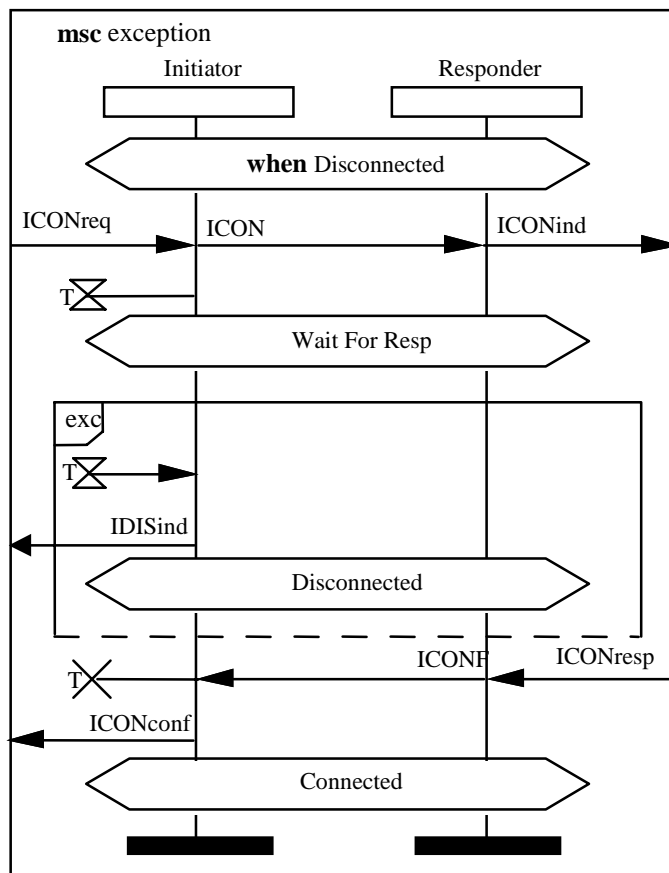 msc exception
Initiator Responder
when Disconnected
ICONreq ICON ICONind
T
Wait For Resp
exc
T
IDISind
Disconnected
ICONF ICONresp
T
ICONconf
Connected